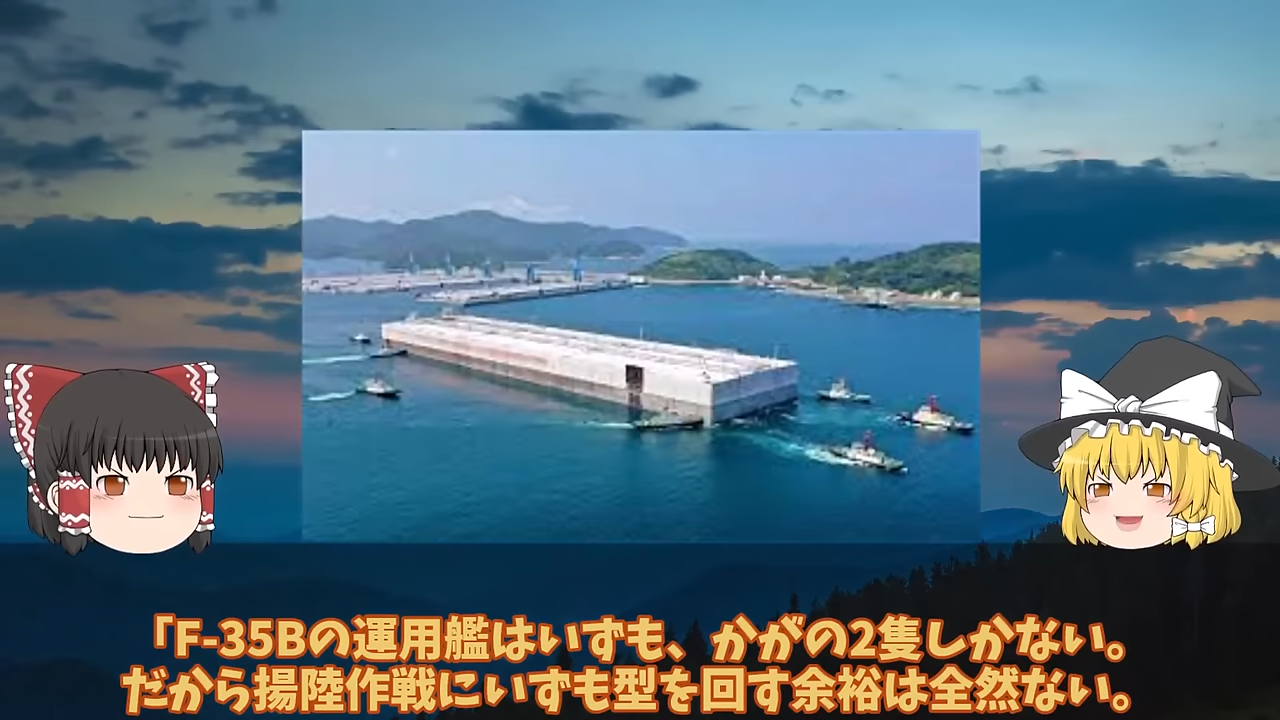 「F-35Bの運用艦はいずも、かがの2隻しかない。
だから揚陸作戦にいずも型を回す余裕は全然ない。